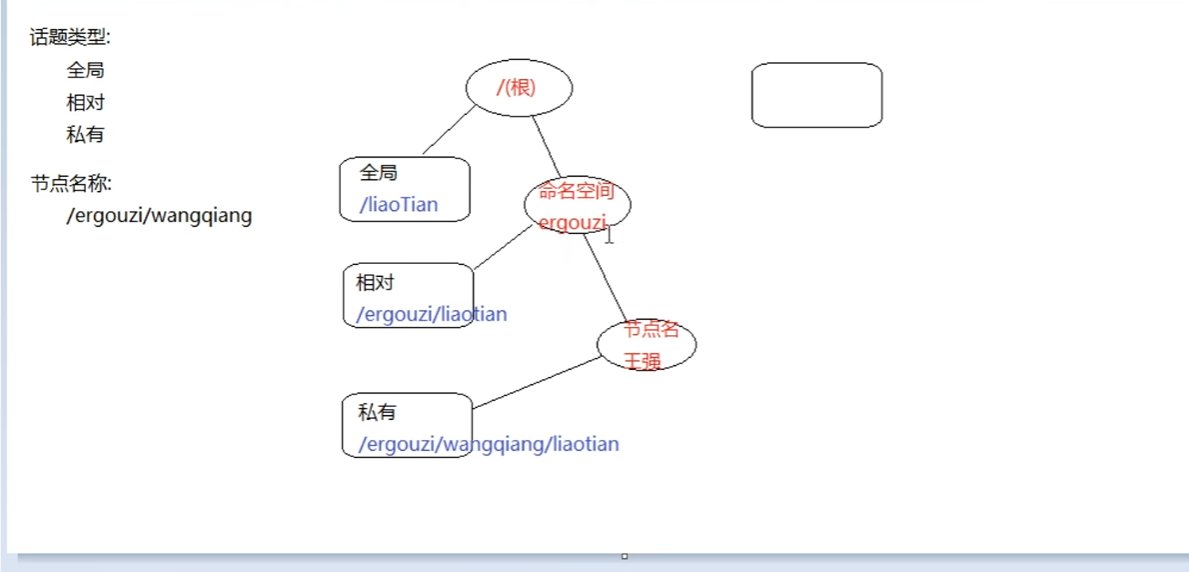 话题类型:
全局
相对
私有
节点名称:
/ergouzi/wangqiang
/(根)
全局
/liaoTian
命名空间
ergouzi
相对
/ergouzi/liaotian
节点名
王强
私有
/ergouzi/wangqiang/liaotian